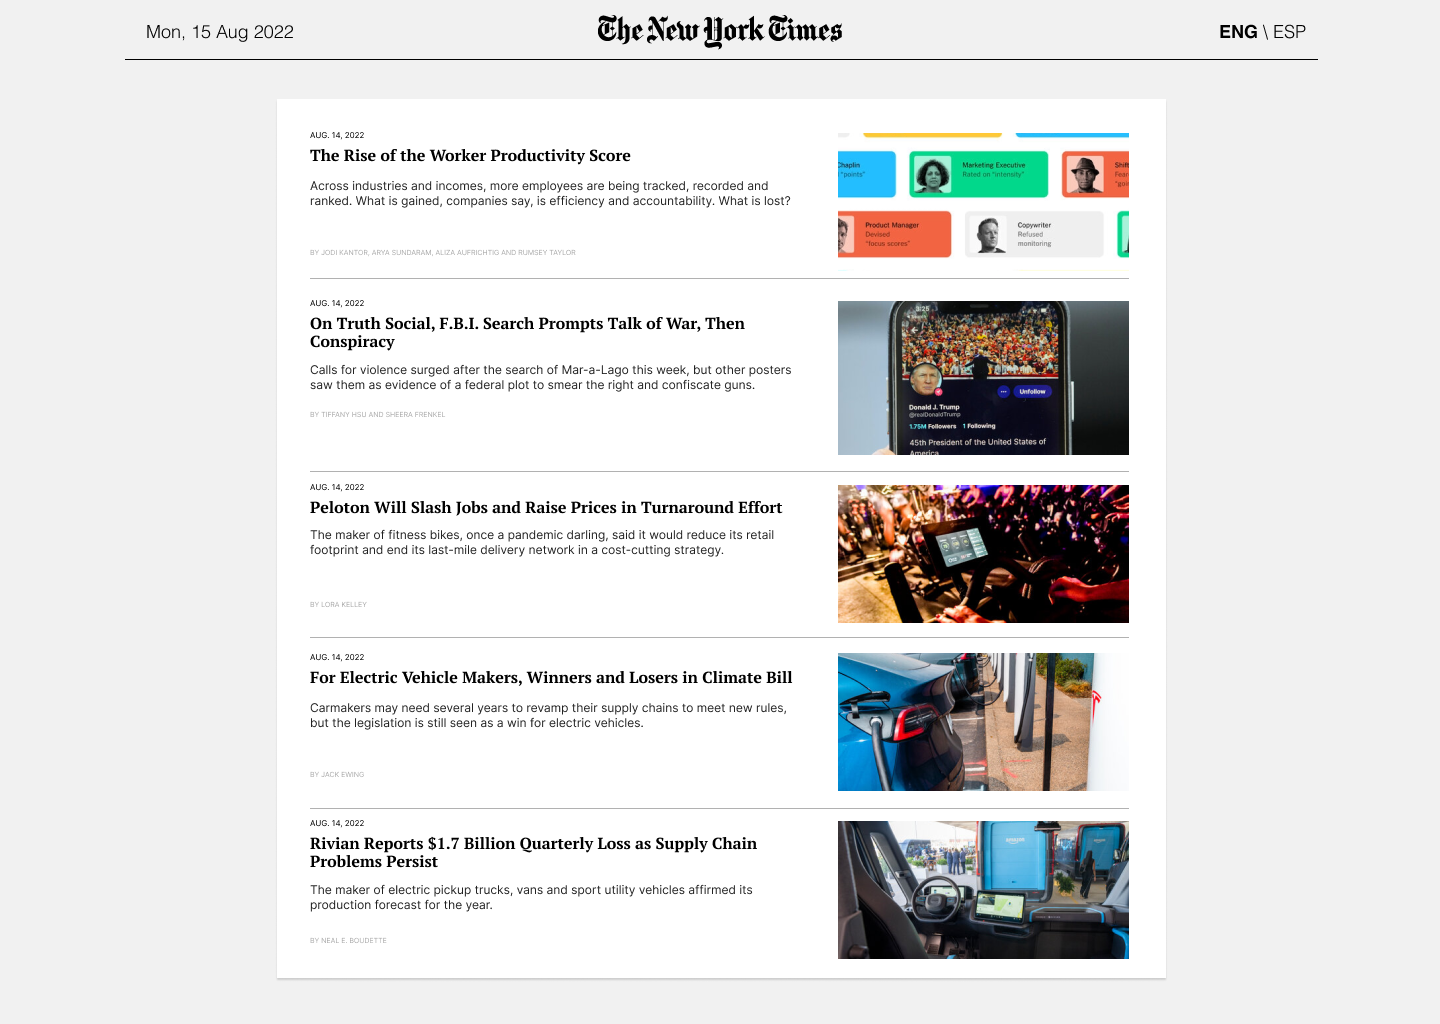 Mon, 15 Aug 2022
The New York Times
ENG \ ESP
AUG. 14, 2022
The Rise of the Worker Productivity Score
Across industries and incomes, more employees are being tracked, recorded and
ranked. What is gained, companies say, is efficiency and accountability. What is lost?
BY JODI KANTOR, ARYA SUNDARAM, ALIZA AUFRICHTIG AND RUMSEY TAYLOR
Chaplin
"points"
Marketing Executive
Rated on "intensity"
Product Manager
Devised
"focus scores"
Copywriter
Refused
monitoring
AUG. 14, 2022
On Truth Social, F.B.I. Search Prompts Talk of War, Then
Conspiracy
Calls for violence surged after the search of Mar-a-Lago this week, but other posters
saw them as evidence of a federal plot to smear the right and confiscate guns.
BY TIFFANY HSU AND SHEERA FRENKEL
Unfollow
Donald J. Trump
@realDonaldTrump
1.75M Followers 1 Following
45th President of the United States of
America
AUG. 14, 2022
Peloton Will Slash Jobs and Raise Prices in Turnaround Effort
The maker of fitness bikes, once a pandemic darling, said it would reduce its retail
footprint and end its last-mile delivery network in a cost-cutting strategy.
BY LORA KELLEY
AUG. 14, 2022
For Electric Vehicle Makers, Winners and Losers in Climate Bill
Carmakers may need several years to revamp their supply chains to meet new rules,
but the legislation is still seen as a win for electric vehicles.
BY JACK EWING
AUG. 14, 2022
Rivian Reports $1.7 Billion Quarterly Loss as Supply Chain
Problems Persist
The maker of electric pickup trucks, vans and sport utility vehicles affirmed its
production forecast for the year.
BY NEAL E. BOUDETTE